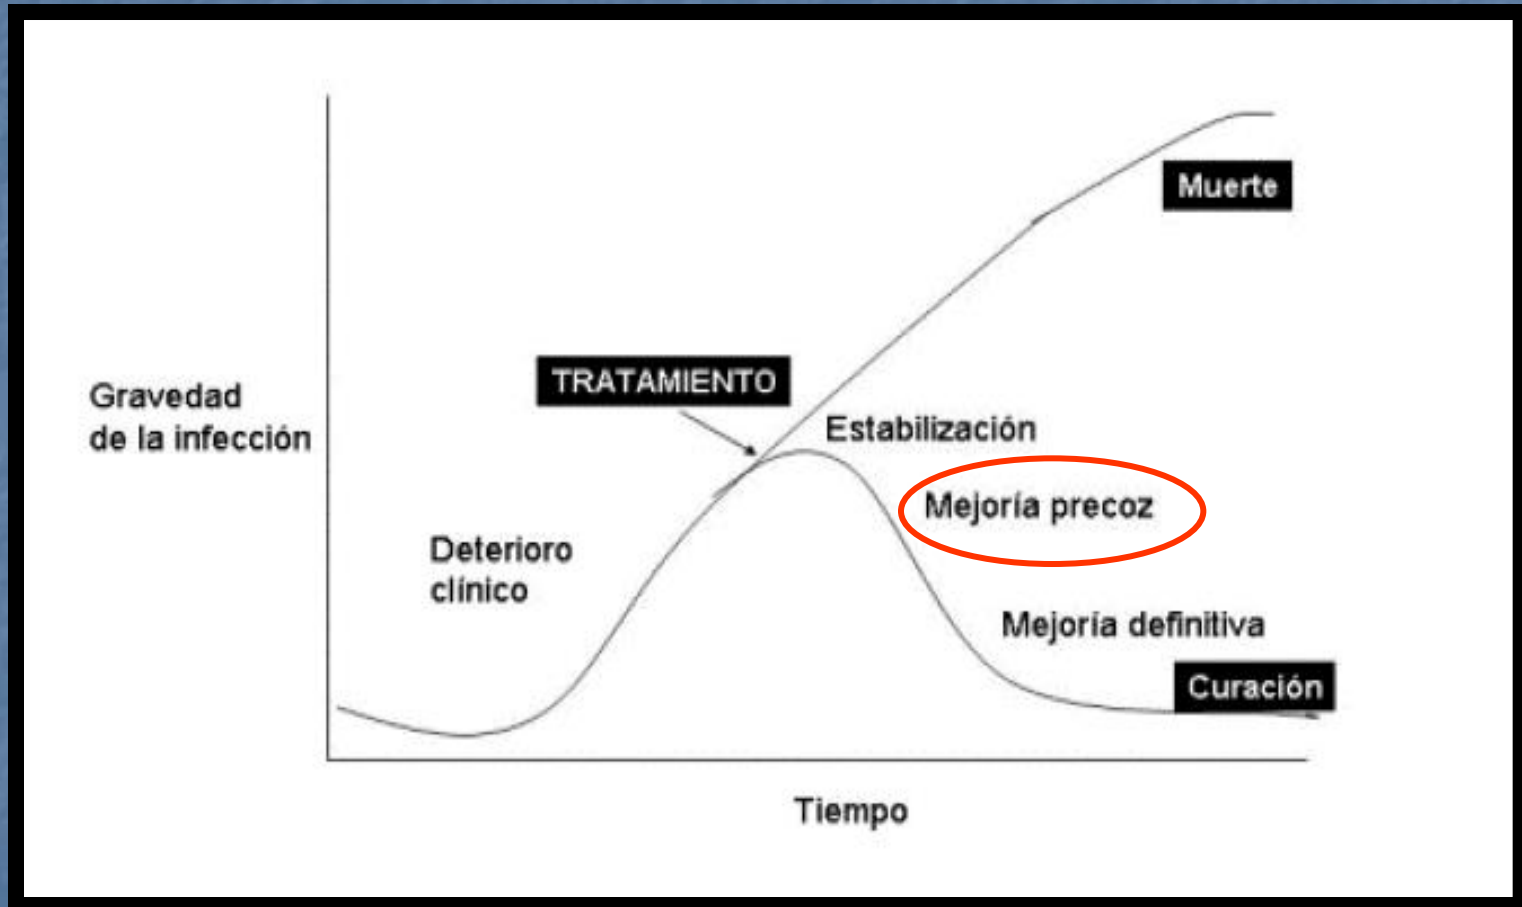 Muerte
TRATAMIENTO
Gravedad
de la infección
Estabilización
Mejoría precoz
Deterioro
clínico
Mejoría definitiva
Curación
Tiempo